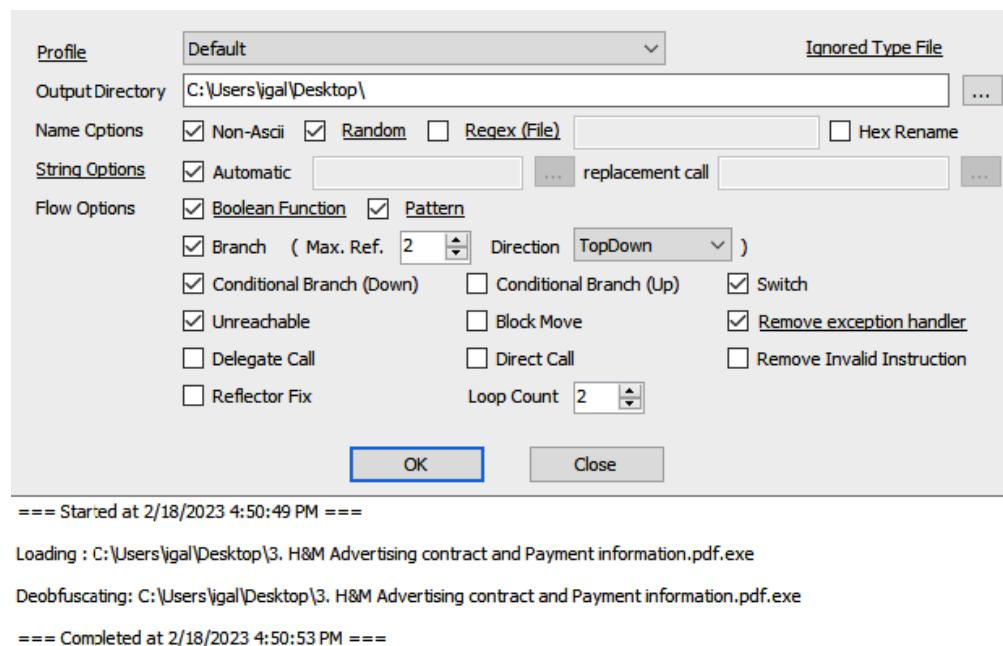 Profile Default Ignored Type File
Output Directory C:\Users\igal\Desktop\ ...
Name Options Non-Ascii Random Regex (File) Hex Rename
String Options Automatic ... replacement call ...
Flow Options Boolean Function Pattern
Branch ( Max. Ref. 2 Direction TopDown )
Conditional Branch (Down) Conditional Branch (Up) Switch
Unreachable Block Move Remove exception handler
Delegate Call Direct Call Remove Invalid Instruction
Reflector Fix Loop Count 2
OK Close
=== Started at 2/18/2023 4:50:49 PM ===
Loading : C:\Users\igal\Desktop\3. H&M Advertising contract and Payment information.pdf.exe
Deobfuscating: C:\Users\igal\Desktop\3. H&M Advertising contract and Payment information.pdf.exe
=== Completed at 2/18/2023 4:50:53 PM ===